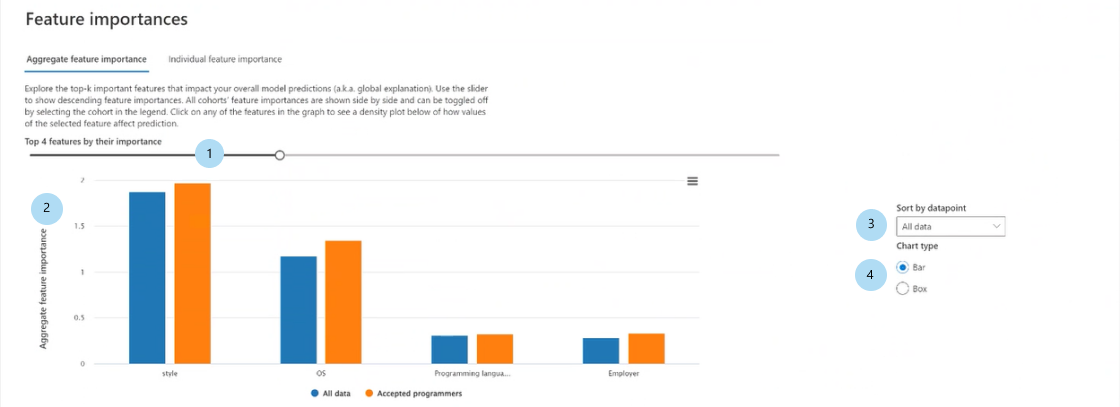 Feature importances
Aggregate feature importance
Individual feature importance
Explore the top-k important features that impact your overall model predictions (a.k.a. global explanation). Use the slider
to show descending feature importances. All cohorts' feature importances are shown side by side and can be toggled off
by selecting the cohort in the legend. Click on any of the features in the graph to see a density plot below of how values
of the selected feature affect prediction.
Top 4 features by their importance
1
2
Aggregate feature importance
2
1.5
1
0.5
0
style
OS
Programming langua...
Employer
All data
Accepted programmers
Sort by datapoint
3
All data
Chart type
4
Bar
Box